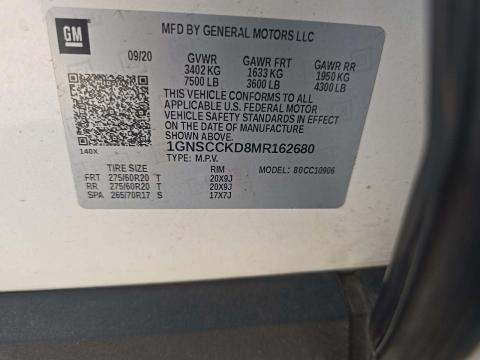 GM
MFD BY GENERAL MOTORS LLC
09/20 GVWR GAWR FRT GAWR RR
3402 KG 1633 KG 1950 KG
7500 LB 3600 LB 4300 LB
THIS VEHICLE CONFORMS TO ALL
APPLICABLE U.S. FEDERAL MOTOR
VEHICLE SAFETY STANDARDS IN EFFECT
ON THE DATE OF MANUFACTURE
SHOWN ABOVE.
140X 1GNSCCKD8MR162680
TYPE: M.P.V. MODEL: 80CC10906
TIRE SIZE RIM
FRT 275/60R20 T 20X9J
RR 275/60R20 T 20X9J
SPA 265/70R17 S 17X7J